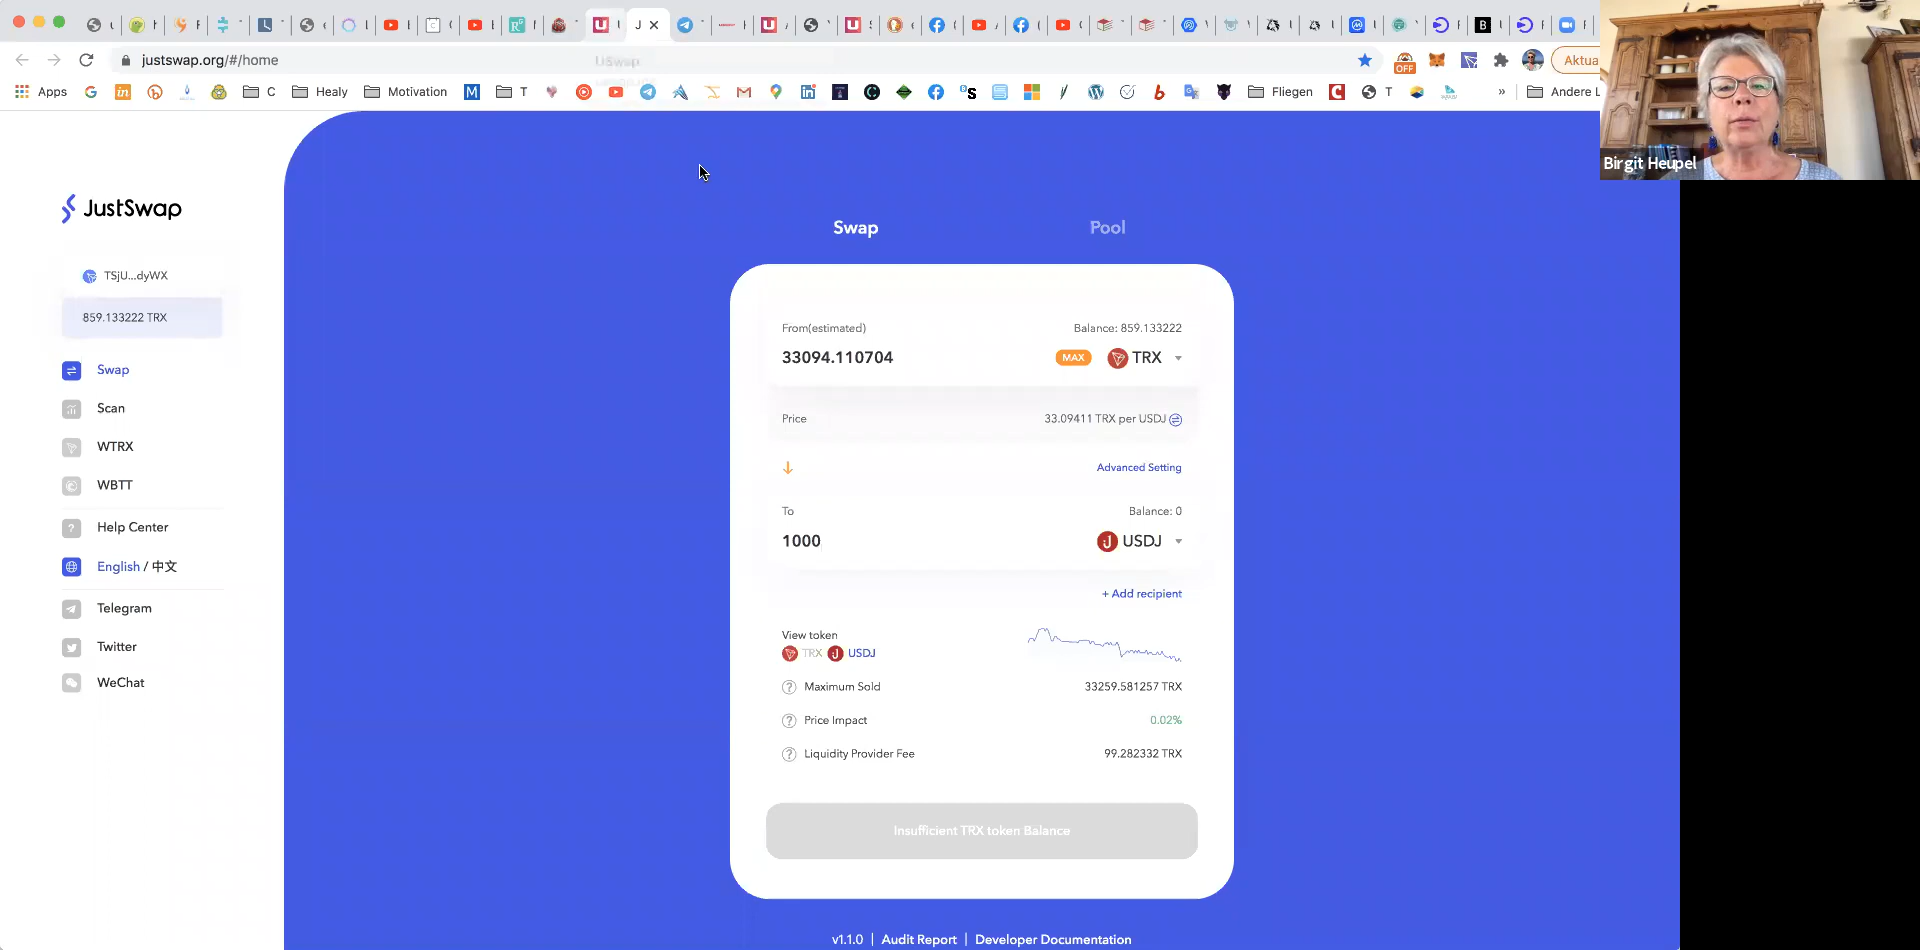 justswap.org/#/home
USwap
OFF
Aktua
Apps
C
Healy
Motivation
T
Fliegen
T
»
Andere L
Birgit Heupel
JustSwap
TSjU...dyWX
859.133222 TRX
Swap
Scan
WTRX
WBTT
Help Center
English / 中文
Telegram
Twitter
WeChat
Swap
Pool
From(estimated)
Balance: 859.133222
33094.110704
MAX
TRX
Price
33.09411 TRX per USDJ
Advanced Setting
To
Balance: 0
1000
USDJ
+ Add recipient
View token
TRX
USDJ
? Maximum Sold
33259.581257 TRX
? Price Impact
0.02%
? Liquidity Provider Fee
99.282332 TRX
Insufficient TRX token Balance
v1.1.0 | Audit Report | Developer Documentation